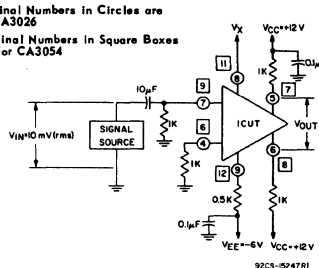 inal Numbers in Circles are
A3026
inal Numbers in Square Boxes
or CA3054
VX
VCC=+12V
11
8
1K
0.1µ
10µF
9
7
5
7
6
4
ICUT
VIN=10 mV(rms)
SIGNAL
SOURCE
1K
1K
VOUT
6
8
12
9
0.5K
1K
0.1µF
VEE=-6V
VCC=+12V
92CS-15247R1